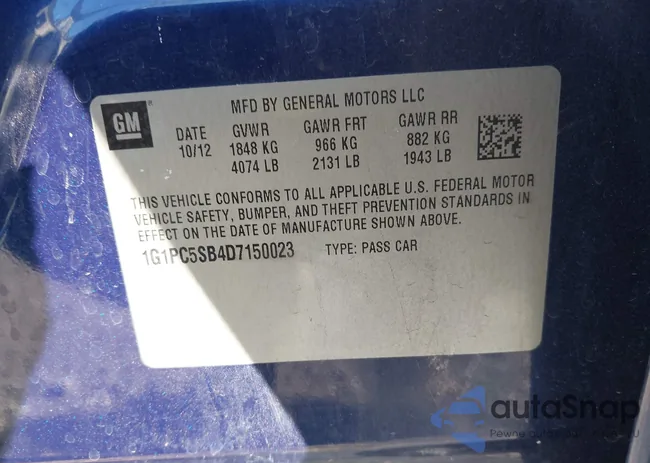 MFD BY GENERAL MOTORS LLC
GM
DATE GVWR GAWR FRT GAWR RR
10/12 1848 KG 966 KG 882 KG
4074 LB 2131 LB 1943 LB
THIS VEHICLE CONFORMS TO ALL APPLICABLE U.S. FEDERAL MOTOR
VEHICLE SAFETY, BUMPER, AND THEFT PREVENTION STANDARDS IN
EFFECT ON THE DATE OF MANUFACTURE SHOWN ABOVE.
1G1PC5SB4D7150023 TYPE: PASS CAR
autoSnap
Pewne